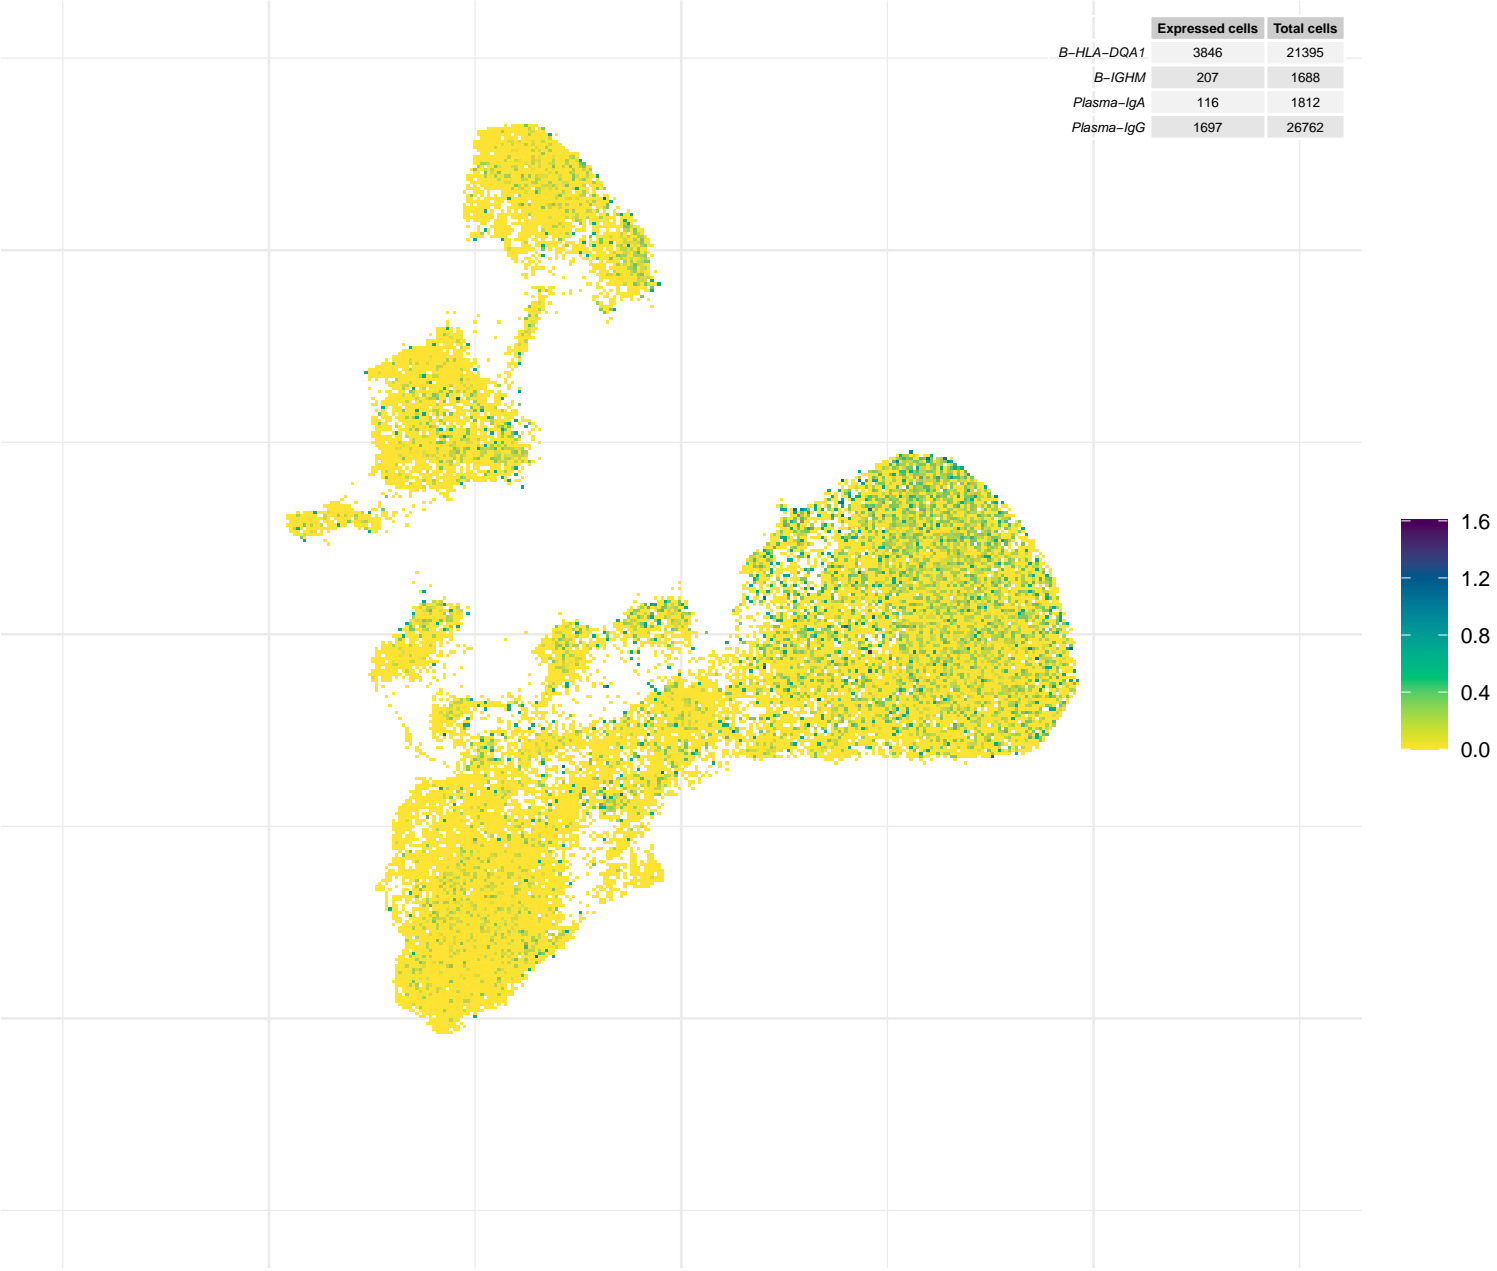 Expressed cells Total cells
B−HLA−DQA1 3846 21395
B−IGHM 207 1688
Plasma−IgA 116 1812
Plasma−IgG 1697 26762
1.6
1.2
0.8
0.4
0.0